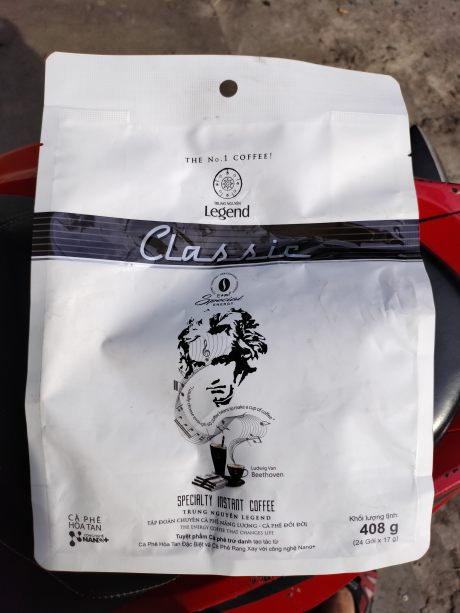 THE No.1 COFFEE!
TRUNG NGUYÊN
Legend
Classic
Special
ENERGY
Ludwig Van
Beethoven
SPECIALTY INSTANT COFFEE
TRUNG NGUYÊN LEGEND
TẬP ĐOÀN CHUYÊN CÀ PHÊ NĂNG LƯỢNG - CÀ PHÊ ĐỔI ĐỜI
THE ENERGY COFFEE THAT CHANGES LIFE
Tuyệt phẩm Cà phê trứ danh tạo tác từ
Cà Phê Hòa Tan Đặc Biệt và Cà Phê Rang Xay với công nghệ Nano+
CÀ PHÊ
HÒA TAN
NANO+
Khối lượng tịnh:
408 g
(24 Gói x 17 g)